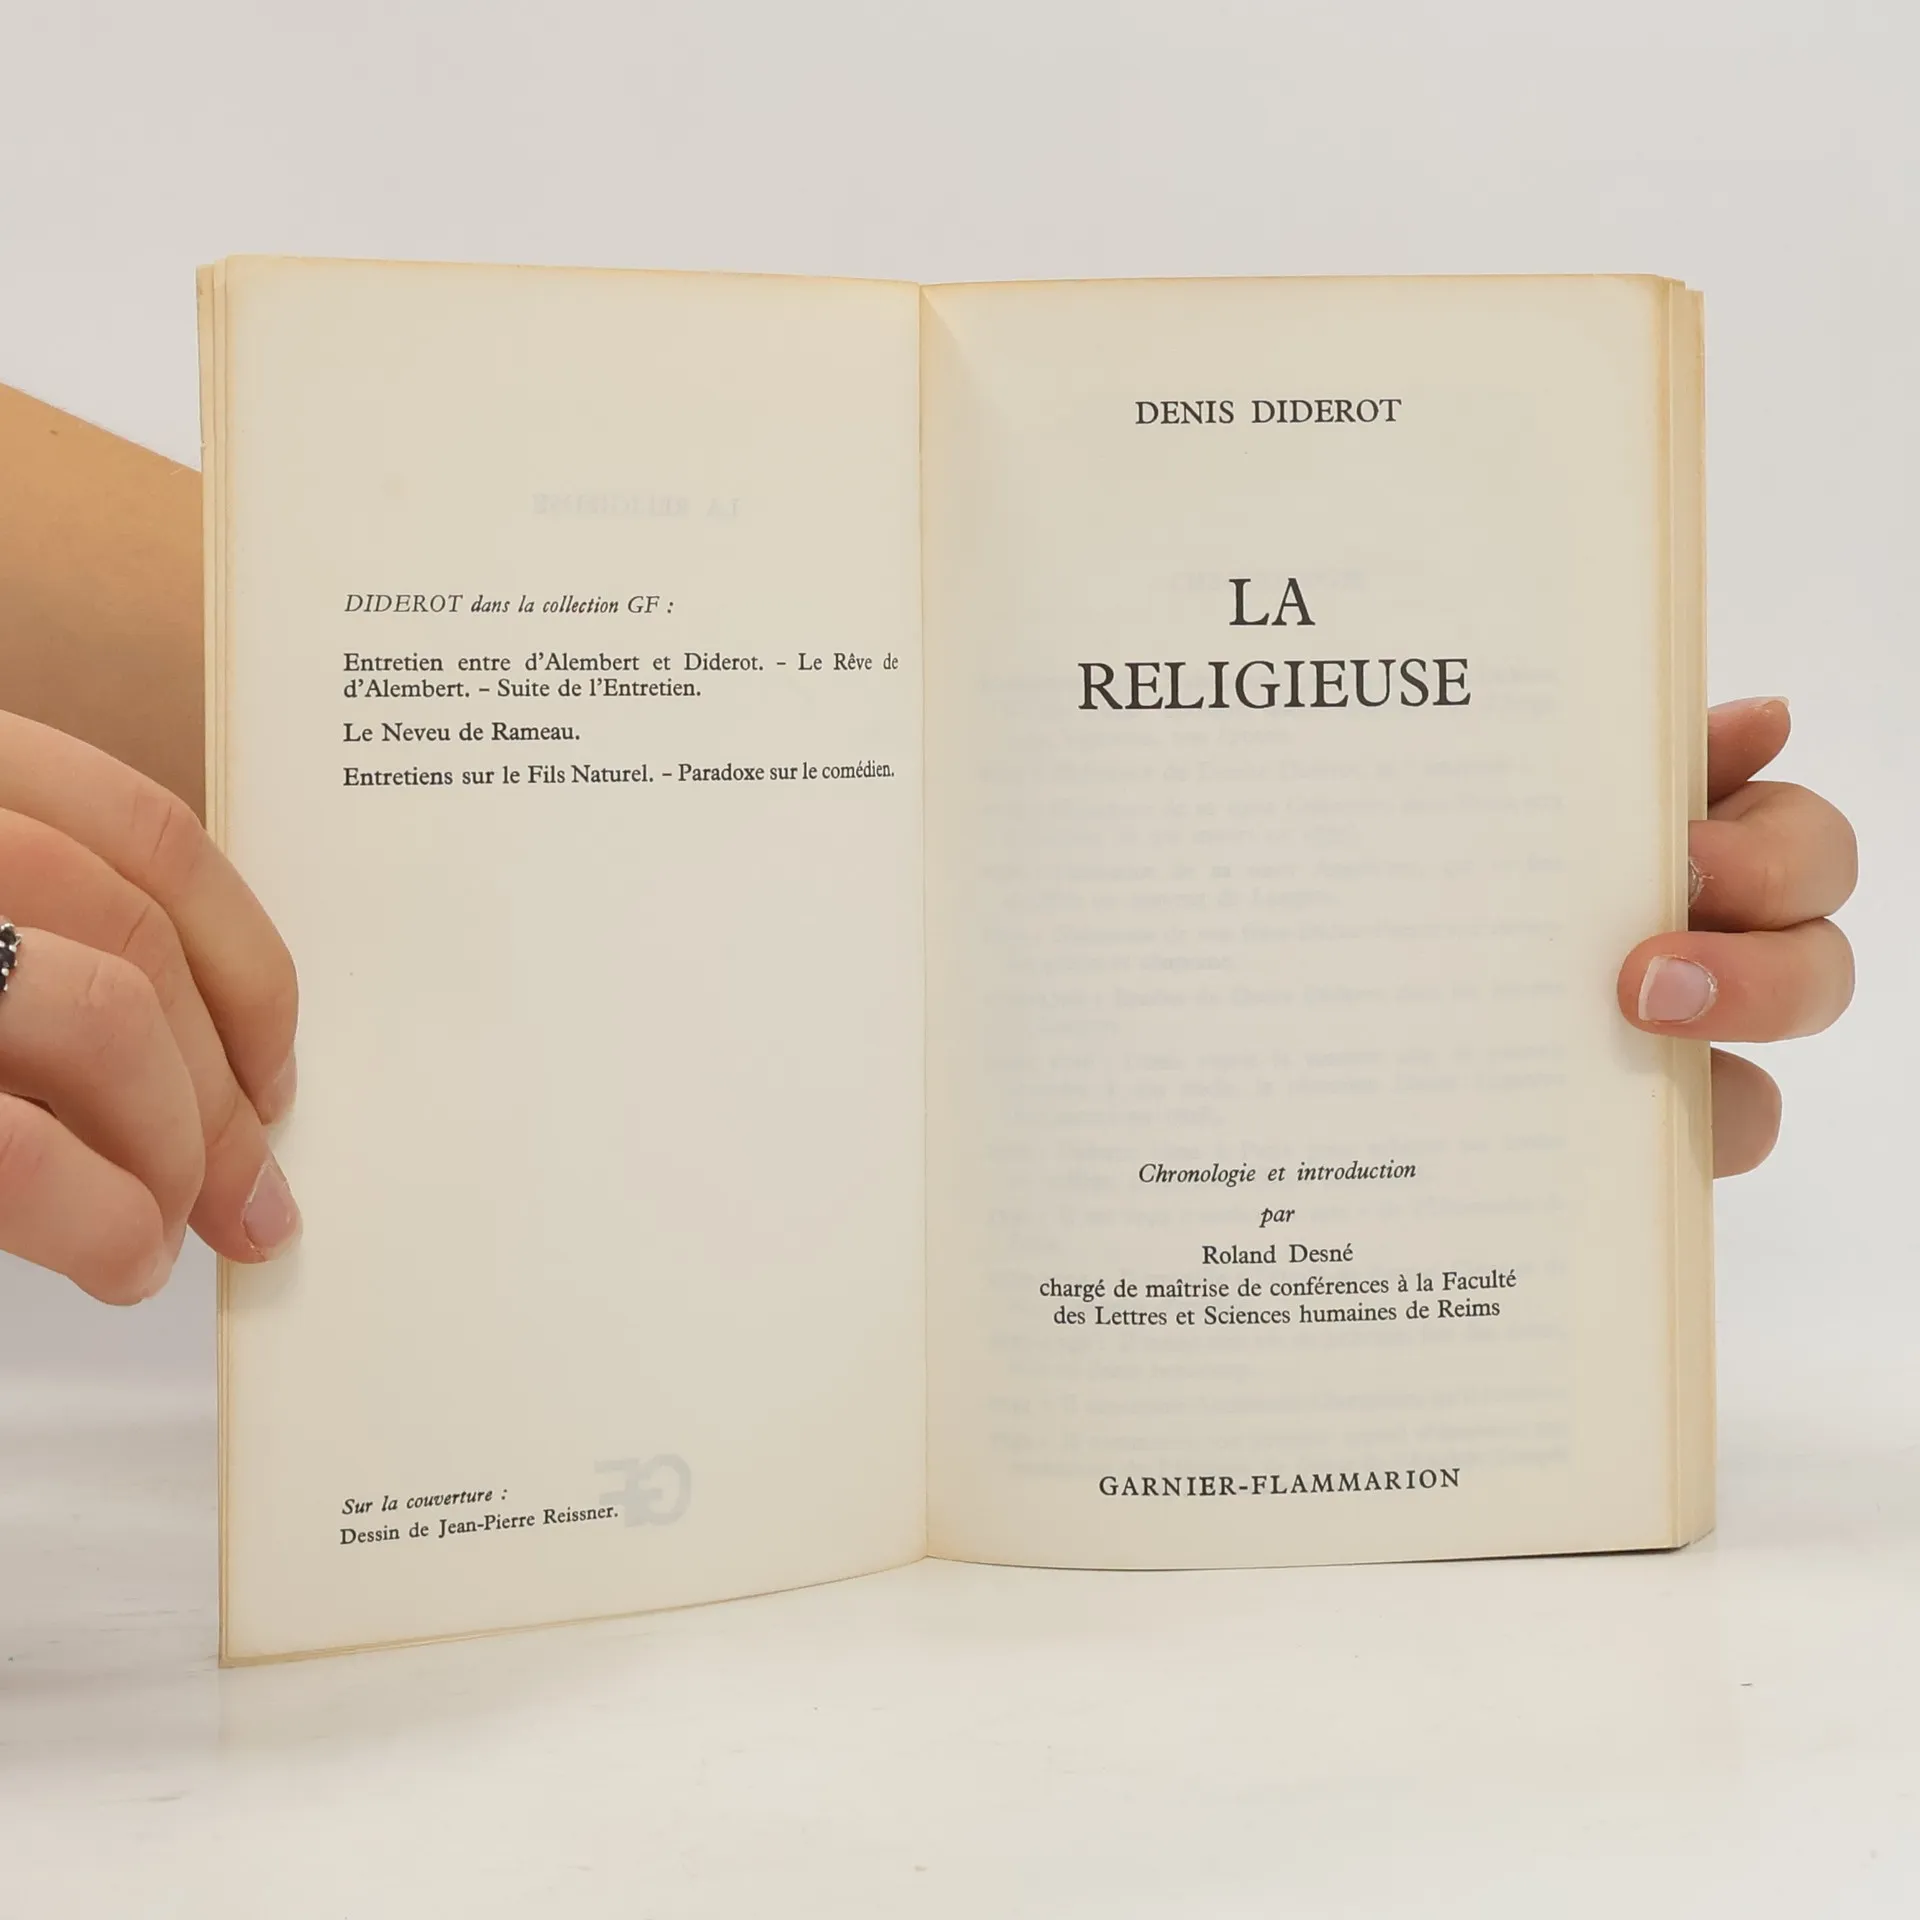 DIDEROT dans la collection GF :
Entretien entre d'Alembert et Diderot. – Le Rêve de
d'Alembert. – Suite de l'Entretien.
Le Neveu de Rameau.
Entretiens sur le Fils Naturel. – Paradoxe sur le comédien.
Sur la couverture :
Dessin de Jean-Pierre Reissner.
DENIS DIDEROT
LA
RELIGIEUSE
Chronologie et introduction
par
Roland Desné
chargé de maîtrise de conférences à la Faculté
des Lettres et Sciences humaines de Reims
GARNIER-FLAMMARION